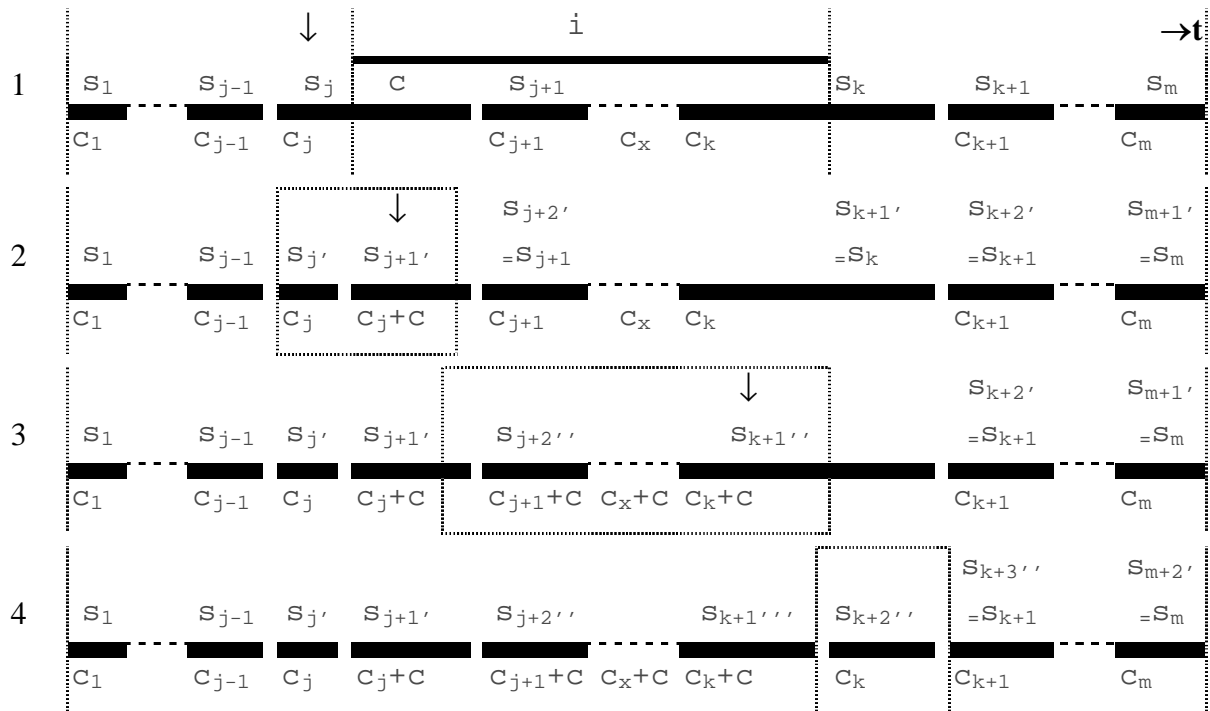 ↓ i →t
1 S₁ Sⱼ₋₁ Sⱼ C Sⱼ₊₁ Sₖ Sₖ₊₁ Sₘ
C₁ Cⱼ₋₁ Cⱼ Cⱼ₊₁ Cₓ Cₖ Cₖ₊₁ Cₘ
↓ Sⱼ₊₂′ Sₖ₊₁′ Sₖ₊₂′ Sₘ₊₁′
2 S₁ Sⱼ₋₁ Sⱼ′ Sⱼ₊₁′ =Sⱼ₊₁ =Sₖ =Sₖ₊₁ =Sₘ
C₁ Cⱼ₋₁ Cⱼ Cⱼ+C Cⱼ₊₁ Cₓ Cₖ Cₖ₊₁ Cₘ
↓ Sₖ₊₂′ Sₘ₊₁′
3 S₁ Sⱼ₋₁ Sⱼ′ Sⱼ₊₁′ Sⱼ₊₂′′ Sₖ₊₁′′ =Sₖ₊₁ =Sₘ
C₁ Cⱼ₋₁ Cⱼ Cⱼ+C Cⱼ₊₁+C Cₓ+C Cₖ+C Cₖ₊₁ Cₘ
Sₖ₊₃′′ Sₘ₊₂′
4 S₁ Sⱼ₋₁ Sⱼ′ Sⱼ₊₁′ Sⱼ₊₂′′ Sₖ₊₁′′′ Sₖ₊₂′′ =Sₖ₊₁ =Sₘ
C₁ Cⱼ₋₁ Cⱼ Cⱼ+C Cⱼ₊₁+C Cₓ+C Cₖ+C Cₖ Cₖ₊₁ Cₘ